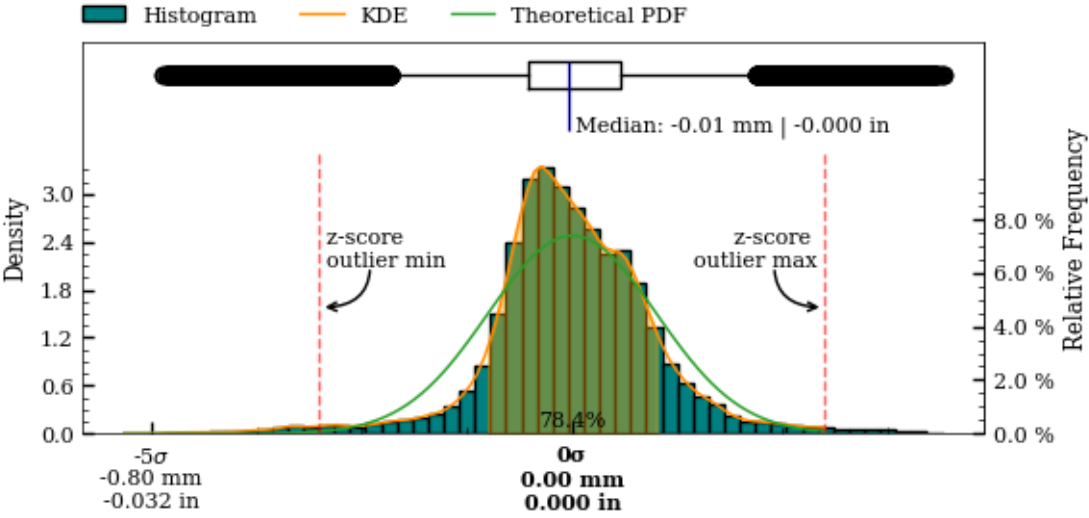 Histogram KDE Theoretical PDF
Median: -0.01 mm | -0.000 in
Density
3.0
2.4
1.8
1.2
0.6
0.0
z-score
outlier min
z-score
outlier max
78.4%
8.0 %
6.0 %
4.0 %
2.0 %
0.0 %
Relative Frequency
-5σ
-0.80 mm
-0.032 in
0σ
0.00 mm
0.000 in